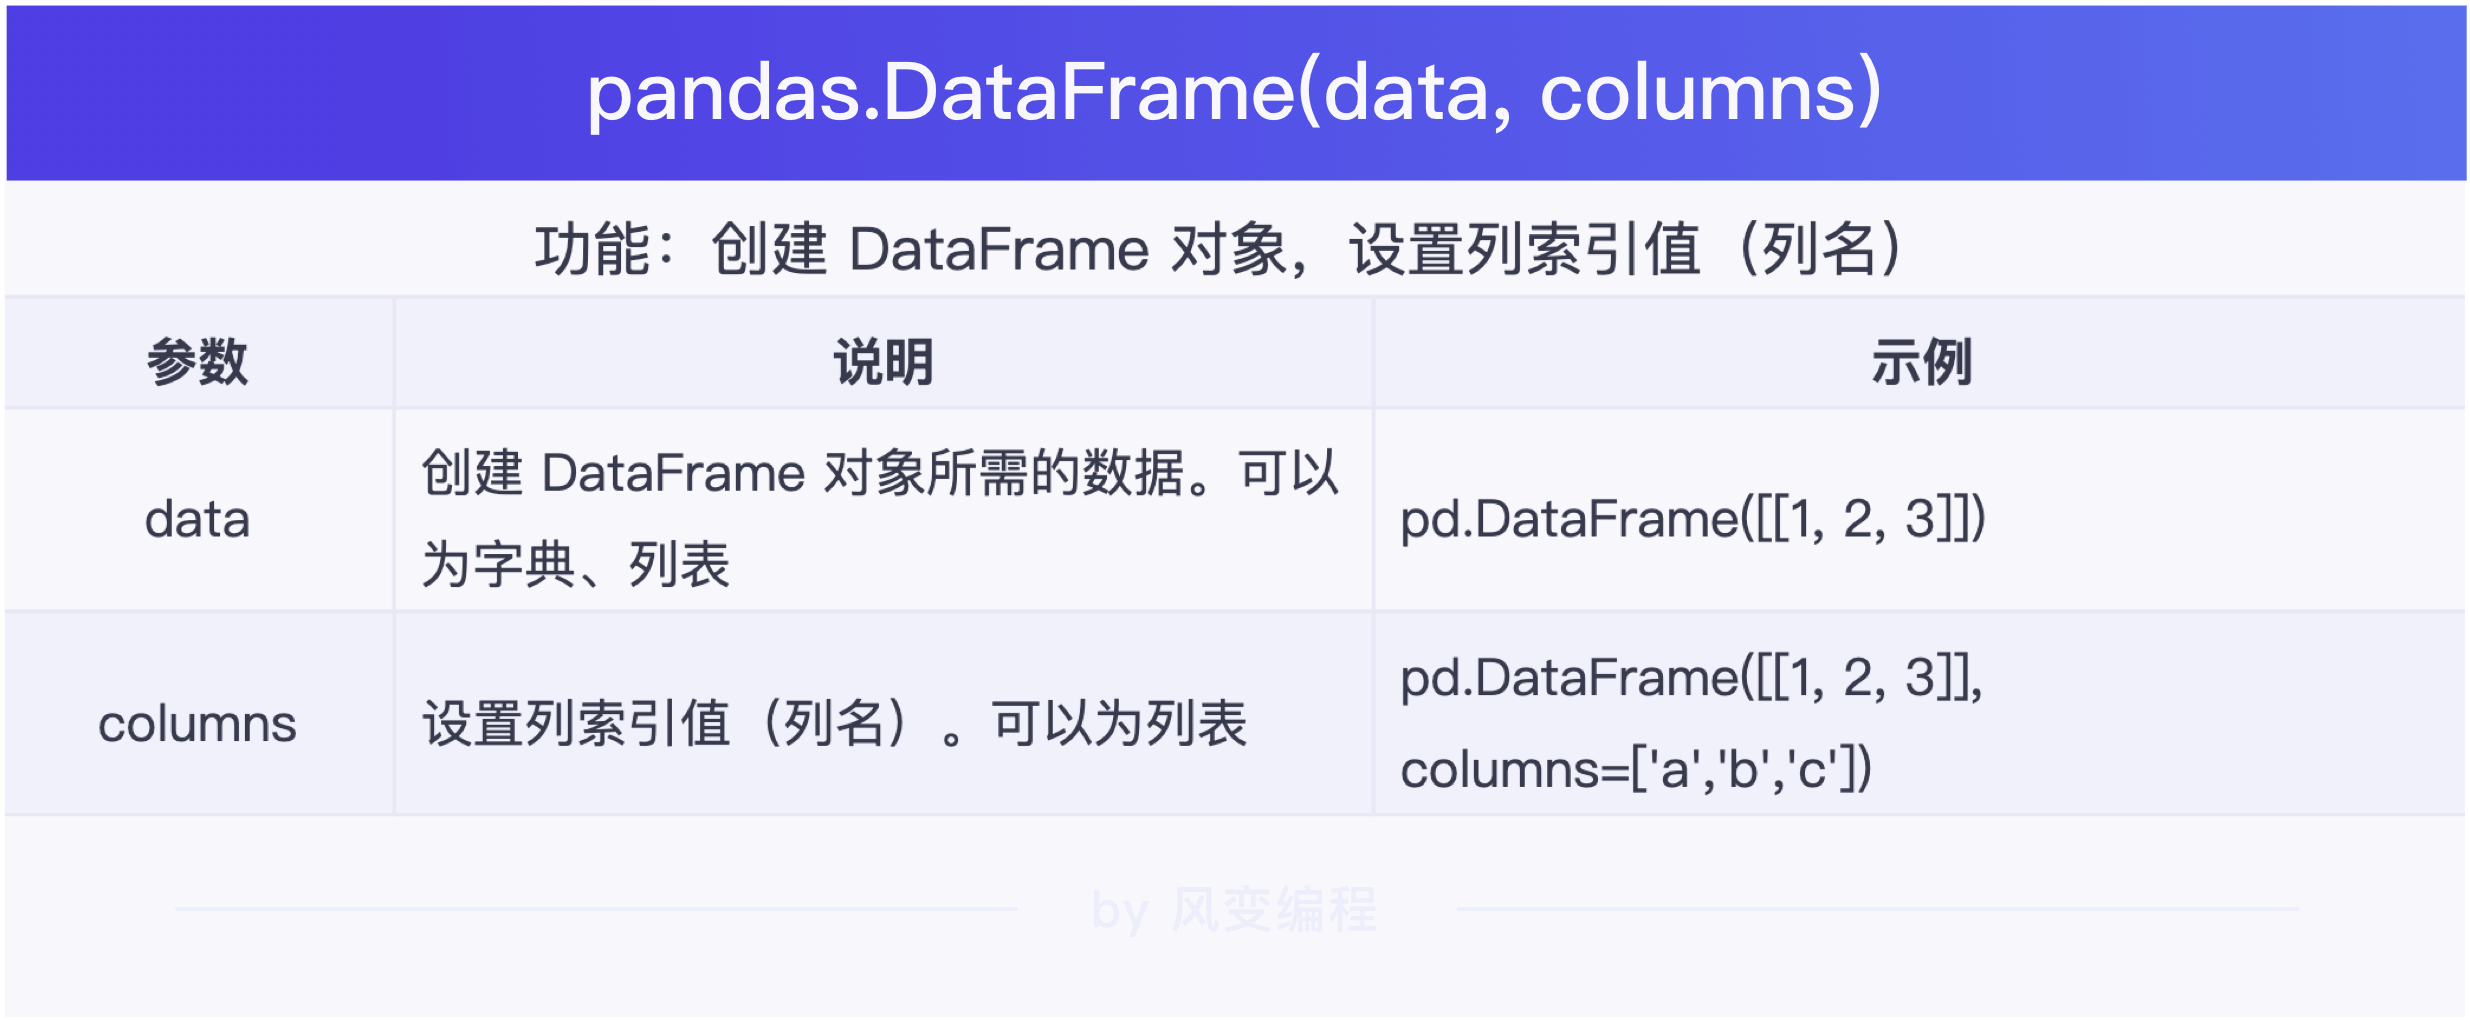 pandas.DataFrame(data, columns)
功能：创建 DataFrame 对象，设置列索引值（列名）
参数
说明
示例
data
创建 DataFrame 对象所需的数据。可以
为字典、列表
pd.DataFrame([[1, 2, 3]])
columns
设置列索引值（列名）。可以为列表
pd.DataFrame([[1, 2, 3]],
columns=['a','b','c'])
by 风变编程